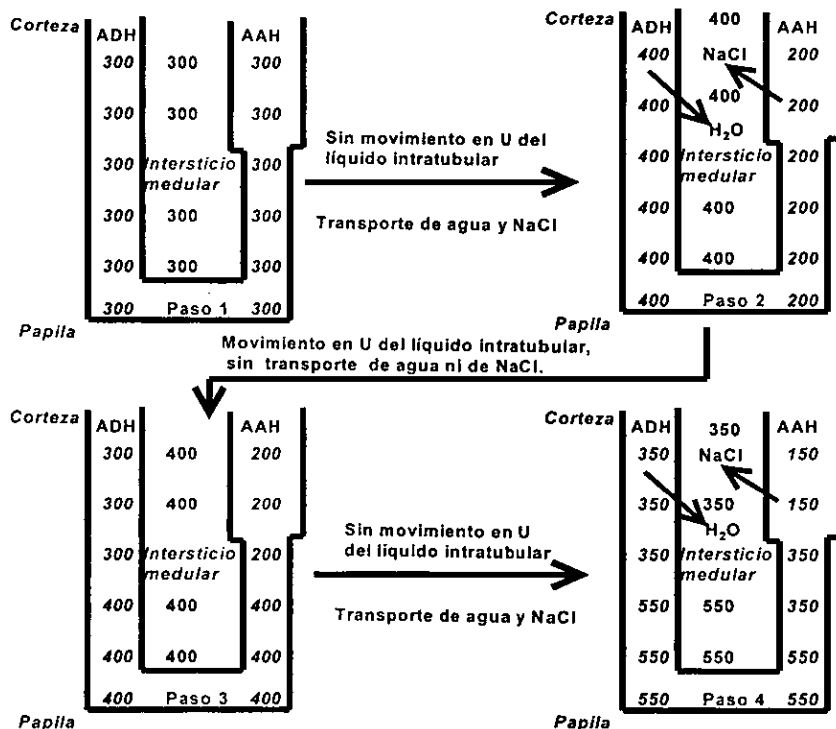 Corteza
ADH AAH
300 300 300
300 300 300
300 Intersticio 300
medular
300 300 300
300 300 300
300 Paso 1 300
Papila
Sin movimiento en U del
líquido intratubular
Transporte de agua y NaCl
Corteza
ADH 400 AAH
400 NaCl 200
400 400 200
H₂O
400 Intersticio 200
medular
400 400 200
400 400 200
400 Paso 2 200
Papila
Movimiento en U del líquido intratubular,
sin transporte de agua ni de NaCl.
Corteza
ADH AAH
300 400 200
300 400 200
300 Intersticio 200
medular
400 400 400
400 400 400
400 Paso 3 400
Papila
Sin movimiento en U
del líquido intratubular
Transporte de agua y NaCl
Corteza
ADH 350 AAH
350 NaCl 150
350 350 150
H₂O
350 Intersticio 350
medular
550 550 350
550 550 550
550 Paso 4 550
Papila